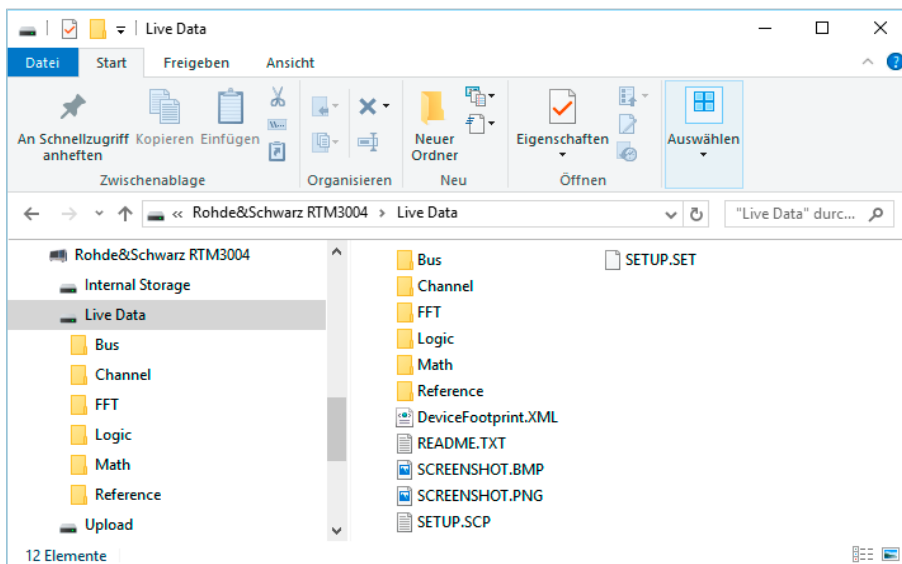 Live Data
Datei Start Freigeben Ansicht
An Schnellzugriff anheften
Kopieren
Einfügen
Neuer Ordner
Eigenschaften
Auswählen
Zwischenablage
Organisieren
Neu
Öffnen
« Rohde&Schwarz RTM3004 > Live Data
"Live Data" durc...
Rohde&Schwarz RTM3004
Internal Storage
Live Data
Bus
Channel
FFT
Logic
Math
Reference
Upload
Bus
Channel
FFT
Logic
Math
Reference
DeviceFootprint.XML
README.TXT
SCREENSHOT.BMP
SCREENSHOT.PNG
SETUP.SCP
SETUP.SET
12 Elemente